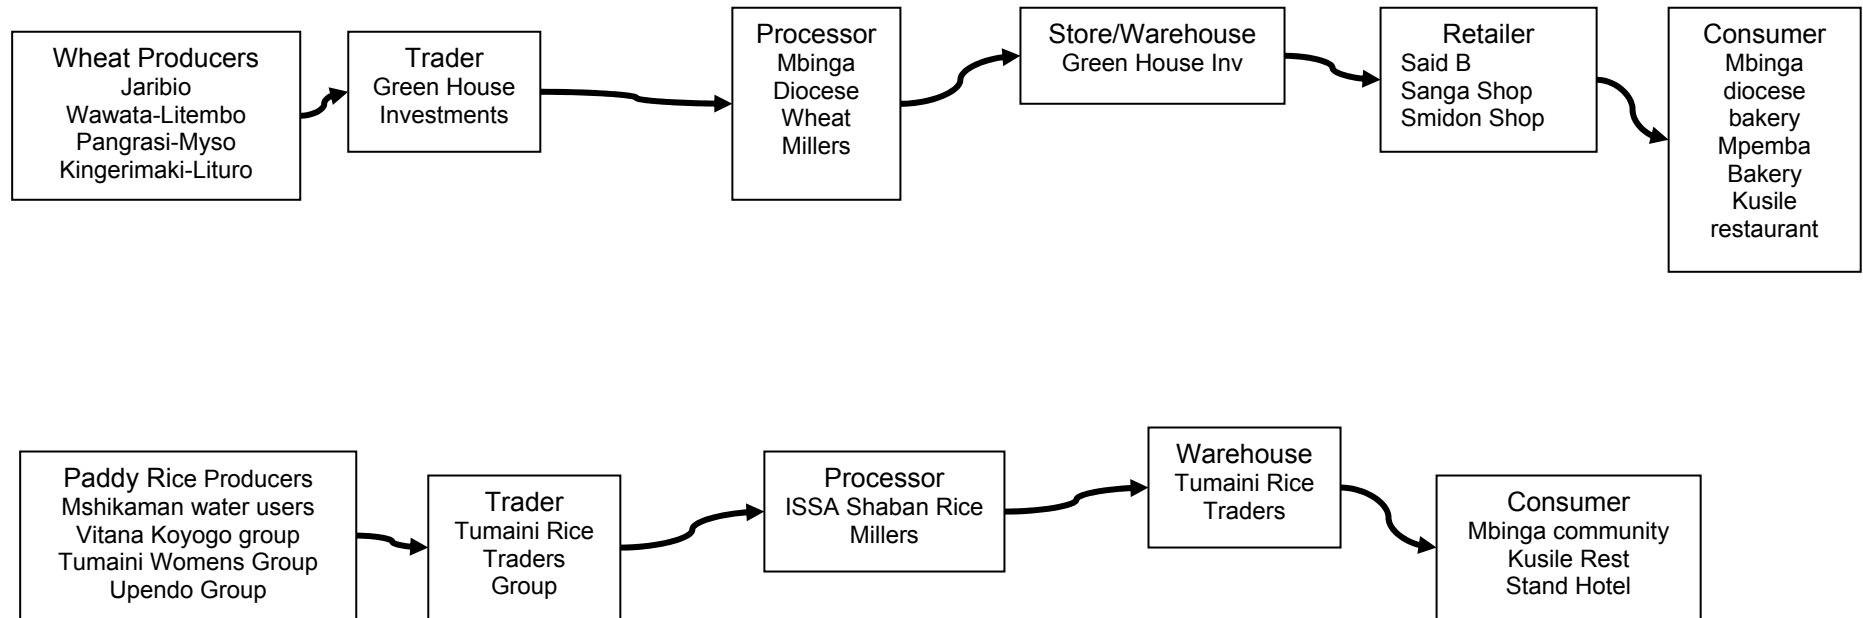 Wheat Producers
Jaribio
Wawata-Litembo
Pangrasi-Myso
Kingerimaki-Lituro
Trader
Green House
Investments
Processor
Mbinga
Diocese
Wheat
Millers
Store/Warehouse
Green House Inv
Retailer
Said B
Sanga Shop
Smidon Shop
Consumer
Mbinga
diocese
bakery
Mpemba
Bakery
Kusile
restaurant
Paddy Rice Producers
Mshikaman water users
Vitana Koyogo group
Tumaini Womens Group
Upendo Group
Trader
Tumaini Rice
Traders
Group
Processor
ISSA Shaban Rice
Millers
Warehouse
Tumaini Rice
Traders
Consumer
Mbinga community
Kusile Rest
Stand Hotel